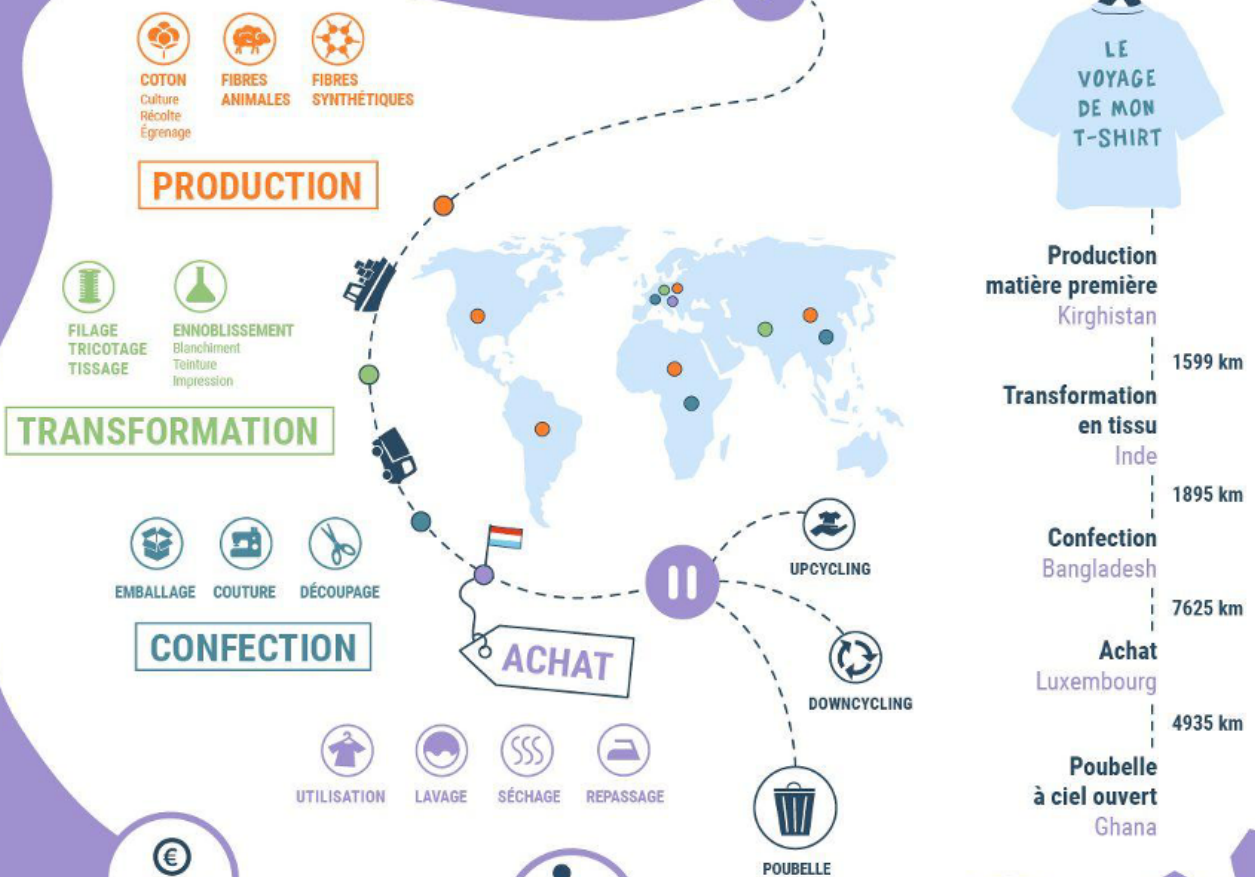 COTON
Culture
Récolte
Égrenage
FIBRES
ANIMALES
FIBRES
SYNTHÉTIQUES
PRODUCTION
FILAGE
TRICOTAGE
TISSAGE
ENNOBLISSEMENT
Blanchiment
Teinture
Impression
TRANSFORMATION
EMBALLAGE
COUTURE
DÉCOUPAGE
CONFECTION
ACHAT
UTILISATION
LAVAGE
SÉCHAGE
REPASSAGE
€
UPCYCLING
DOWNCYCLING
POUBELLE
LE
VOYAGE
DE MON
T-SHIRT
Production
matière première
Kirghistan
1599 km
Transformation
en tissu
Inde
1895 km
Confection
Bangladesh
7625 km
Achat
Luxembourg
4935 km
Poubelle
à ciel ouvert
Ghana